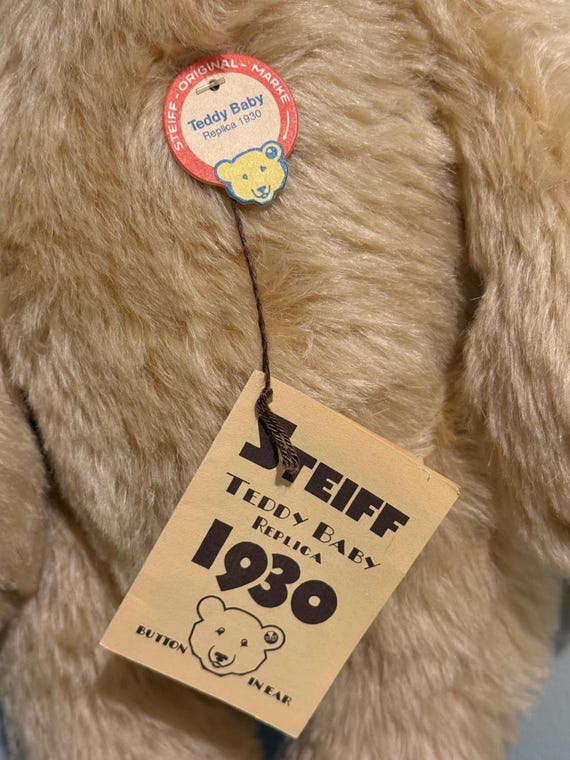 STEIFF - ORIGINAL - MARKE
Teddy Baby
Replica 1930
STEIFF
TEDDY BABY
REPLICA
1930
BUTTON
IN EAR